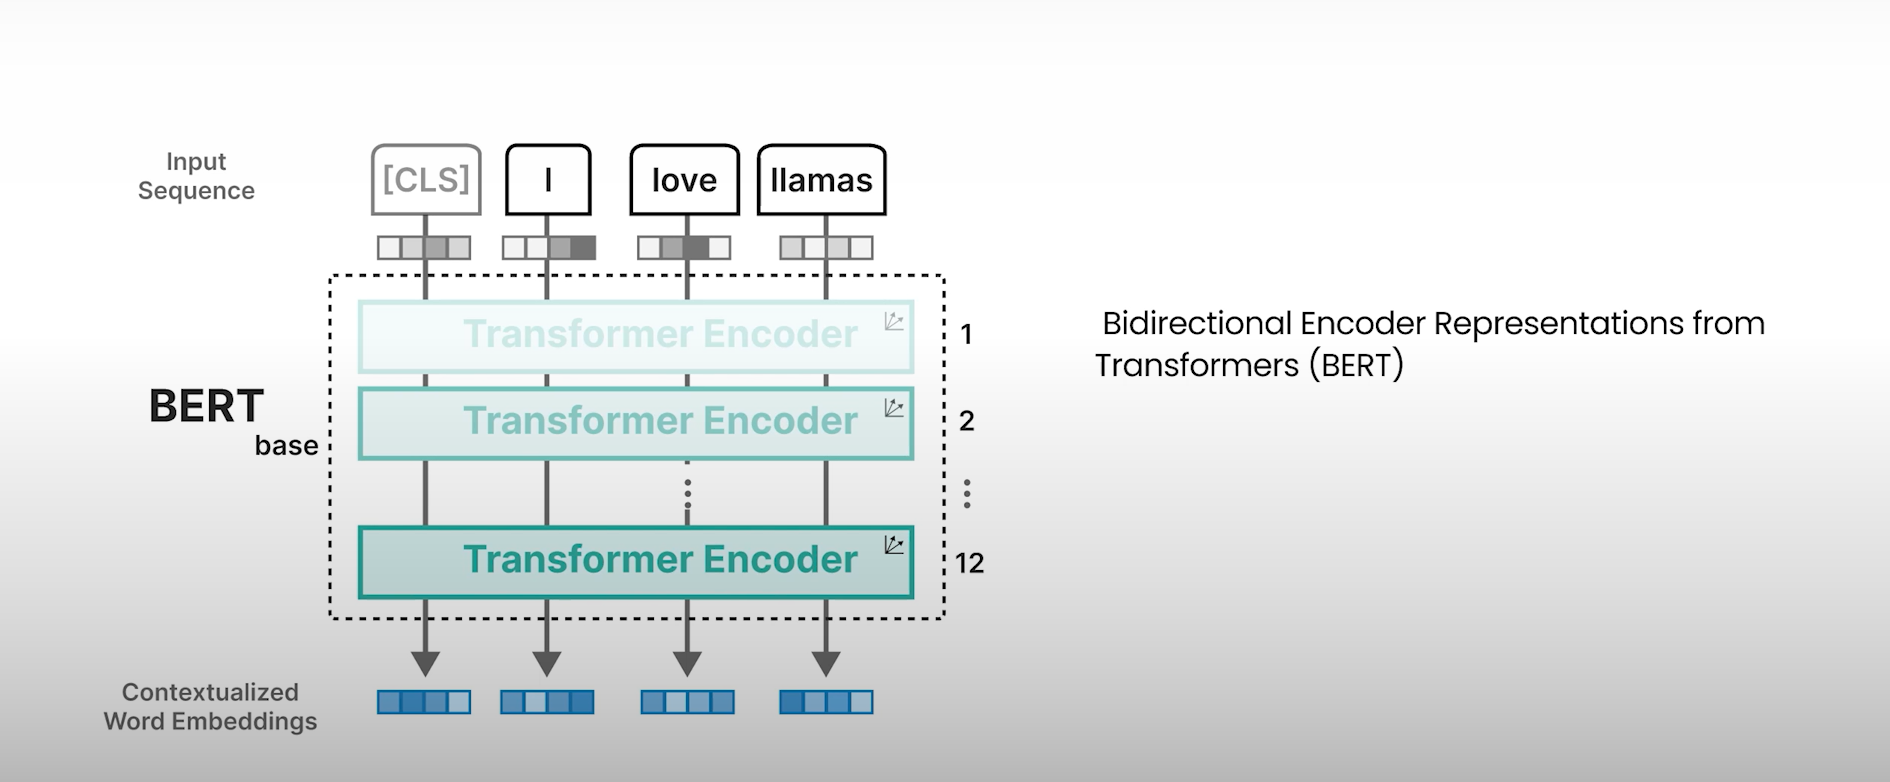 Input
Sequence
[CLS] I love llamas
Transformer Encoder 1
Transformer Encoder 2
BERT
base
Transformer Encoder 12
Contextualized
Word Embeddings
Bidirectional Encoder Representations from
Transformers (BERT)